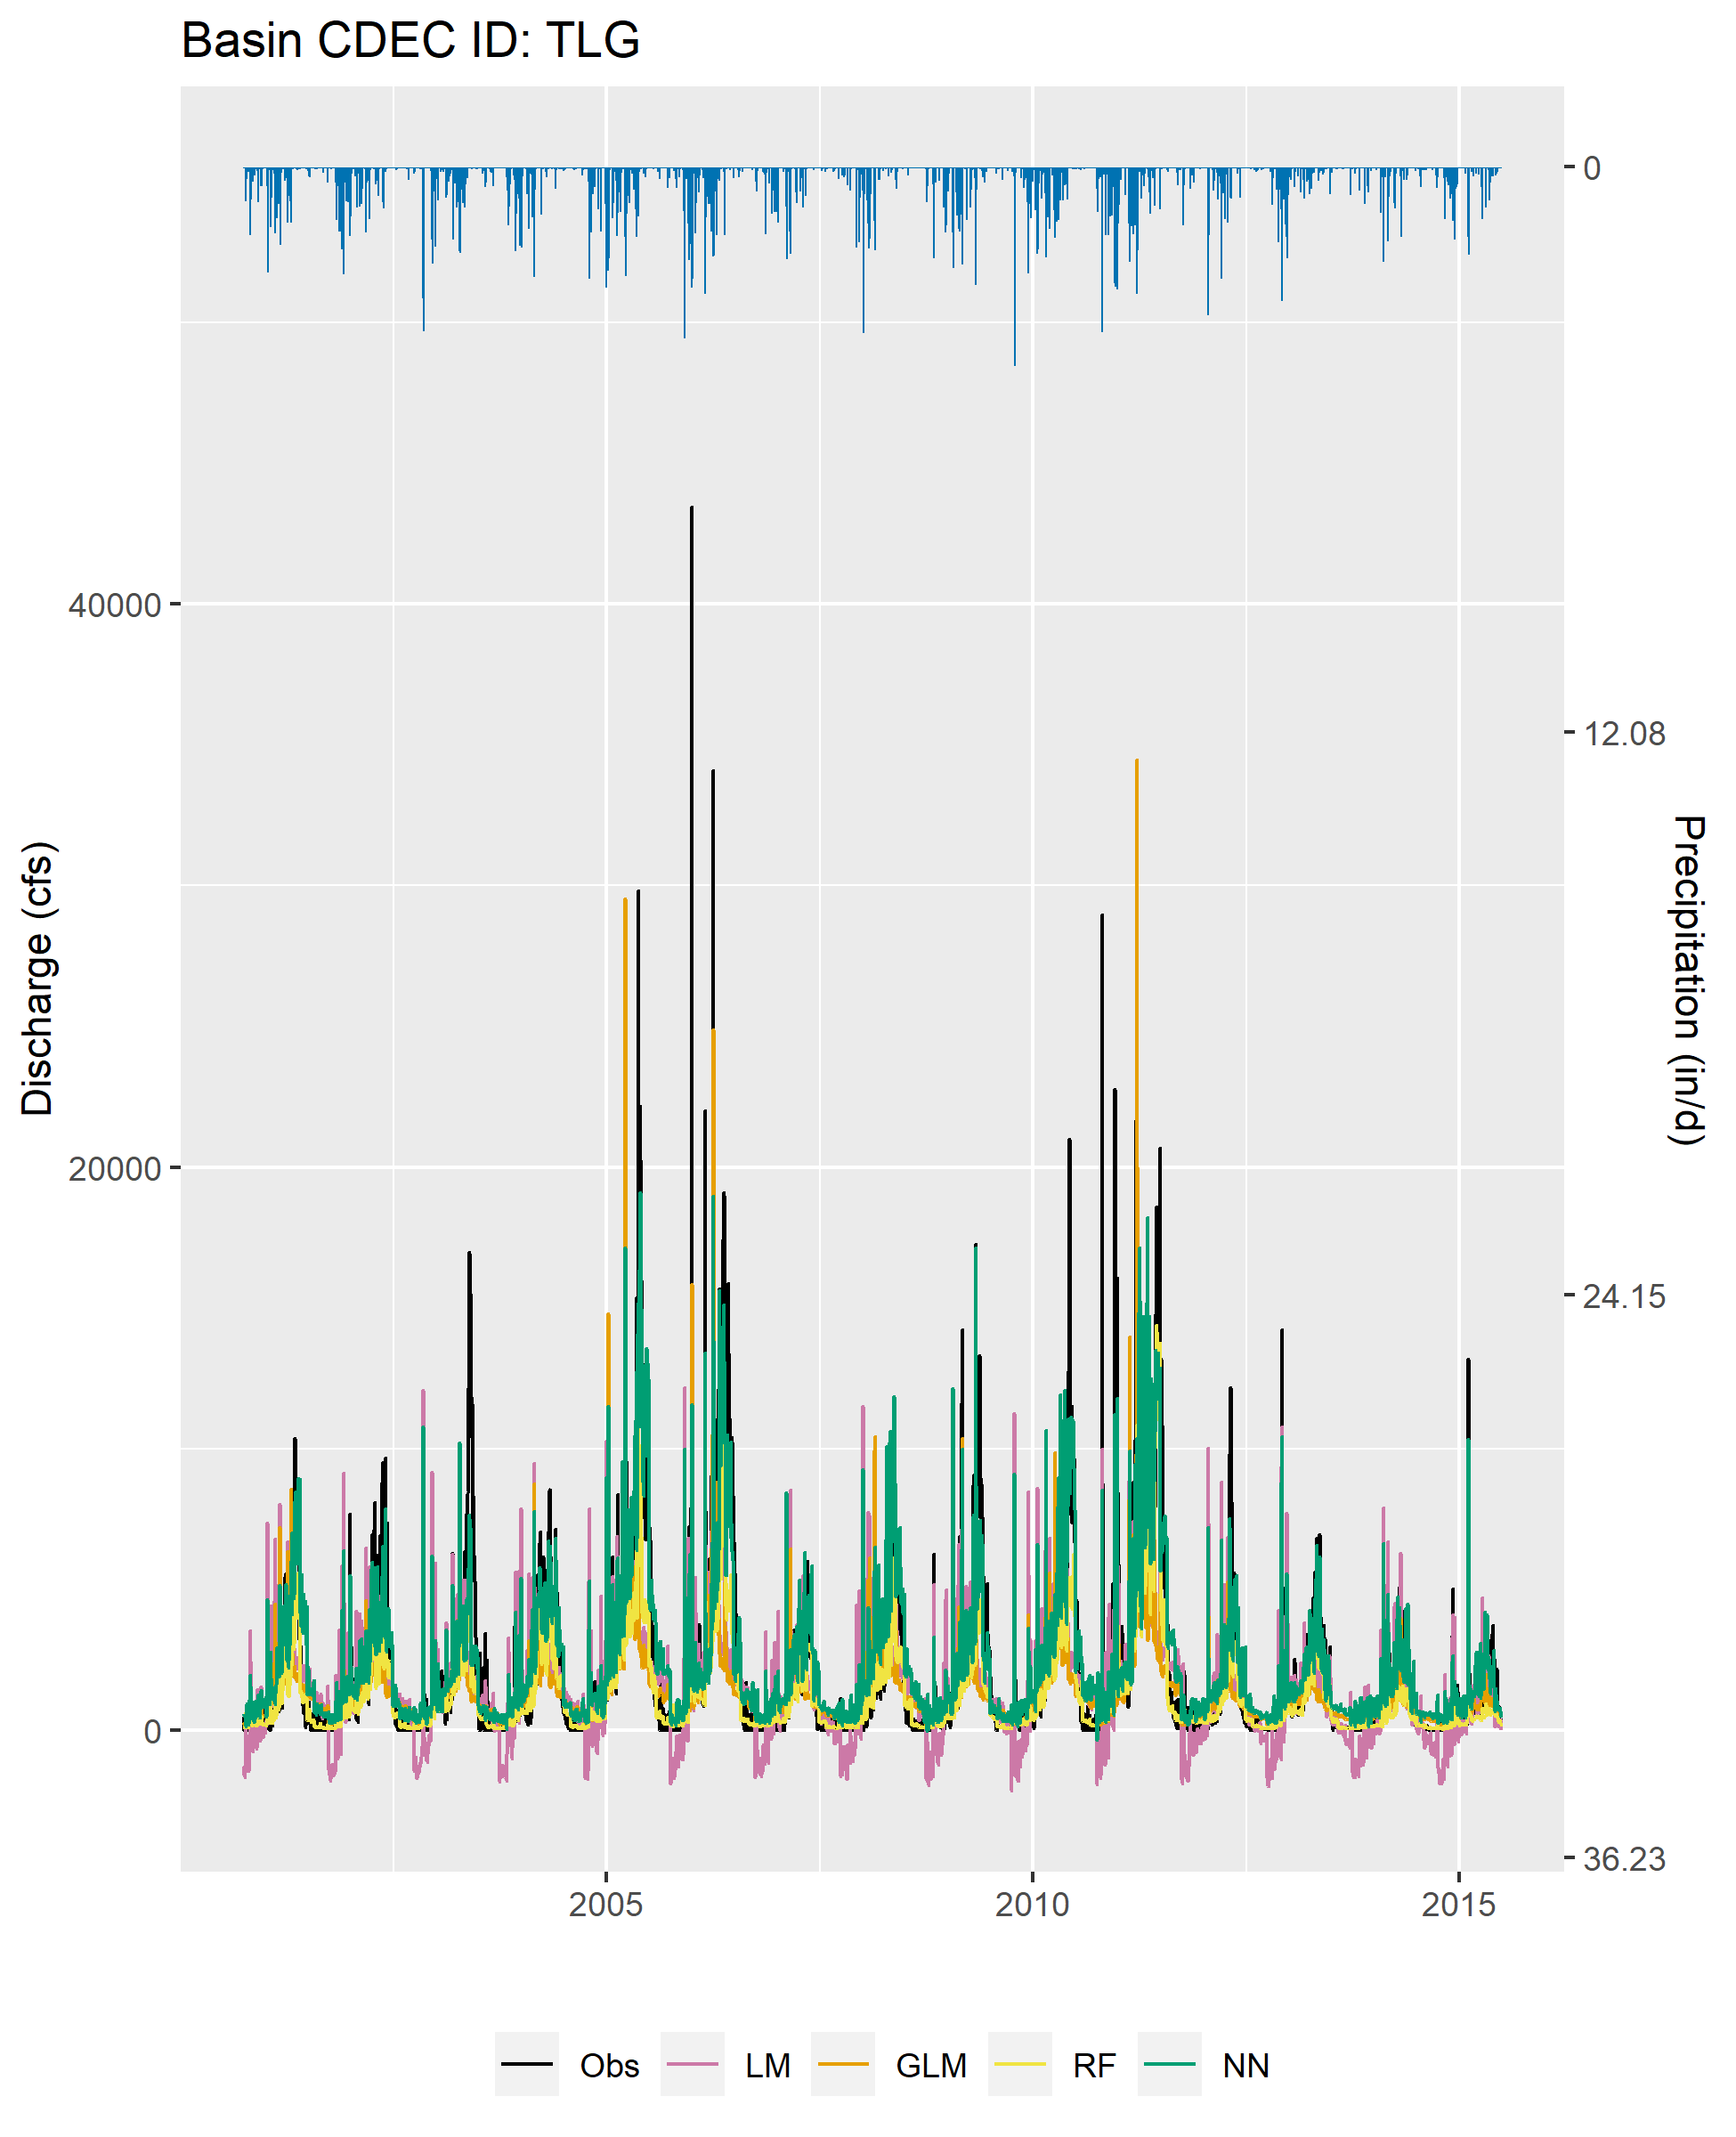 Basin CDEC ID: TLG
0
40000
12.08
Discharge (cfs)
Precipitation (in/d)
20000
24.15
0
36.23
2005 2010 2015
Obs LM GLM RF NN